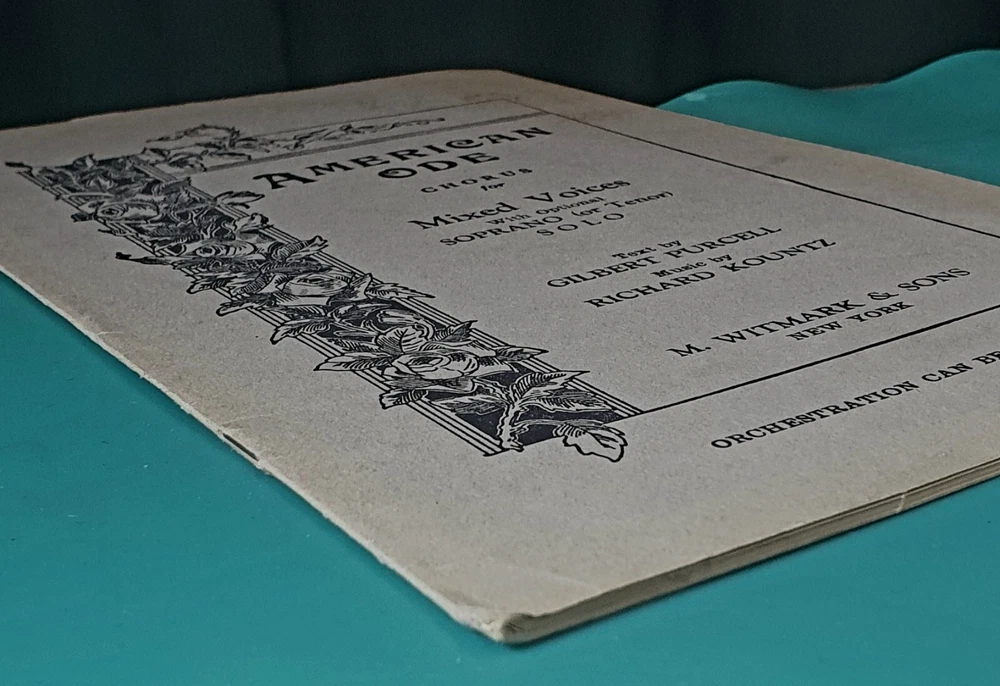 AMERICAN
ODE
CHORUS
for
Mixed Voices
with Optional
SOPRANO (or Tenor)
SOLO
Text by
GILBERT PURCELL
Music by
RICHARD KOUNTZ
M. WITMARK & SONS
NEW YORK
ORCHESTRATION CAN BE